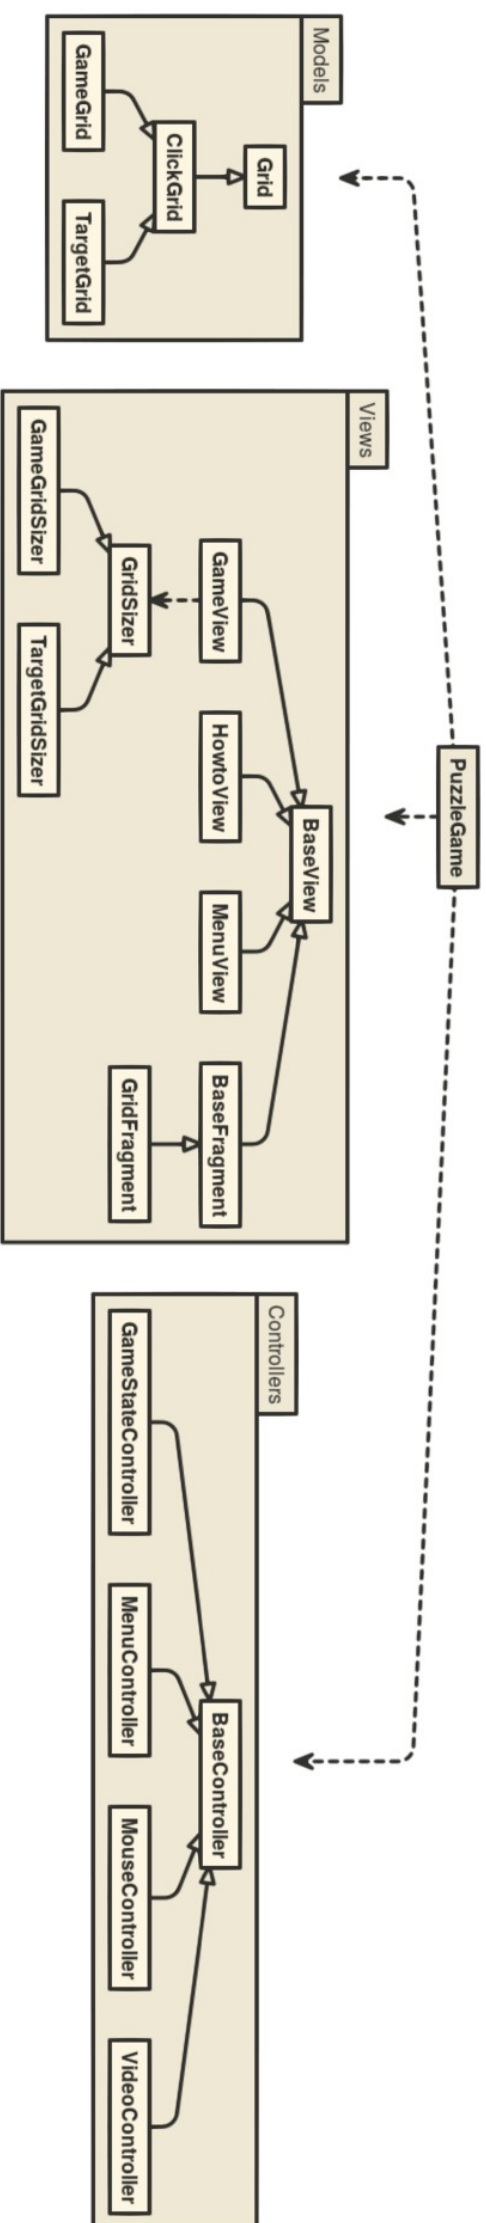 PuzzleGame
Models
Grid
ClickGrid
GameGrid
TargetGrid
Views
BaseView
GameView
HowtoView
MenuView
BaseFragment
GridSizer
GridFragment
GameGridSizer
TargetGridSizer
Controllers
BaseController
GameStateController
MenuController
MouseController
VideoController